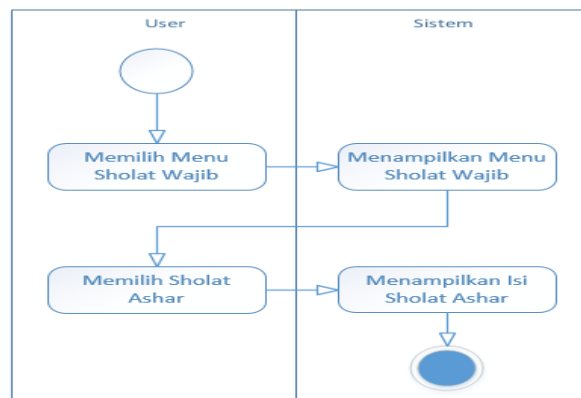 User
Sistem
Memilih Menu
Sholat Wajib
Menampilkan Menu
Sholat Wajib
Memilih Sholat
Ashar
Menampilkan Isi
Sholat Ashar